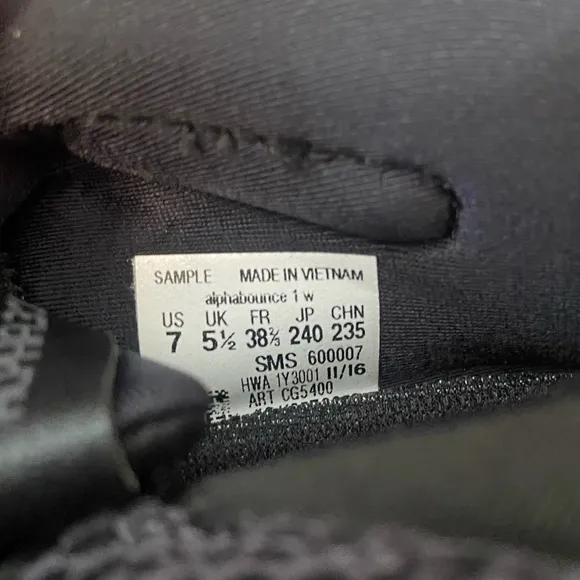 SAMPLE MADE IN VIETNAM
alphabounce 1 w
US UK FR JP CHN
7 5½ 38⅔ 240 235
SMS 600007
HWA 1Y3001 11/16
ART CG5400